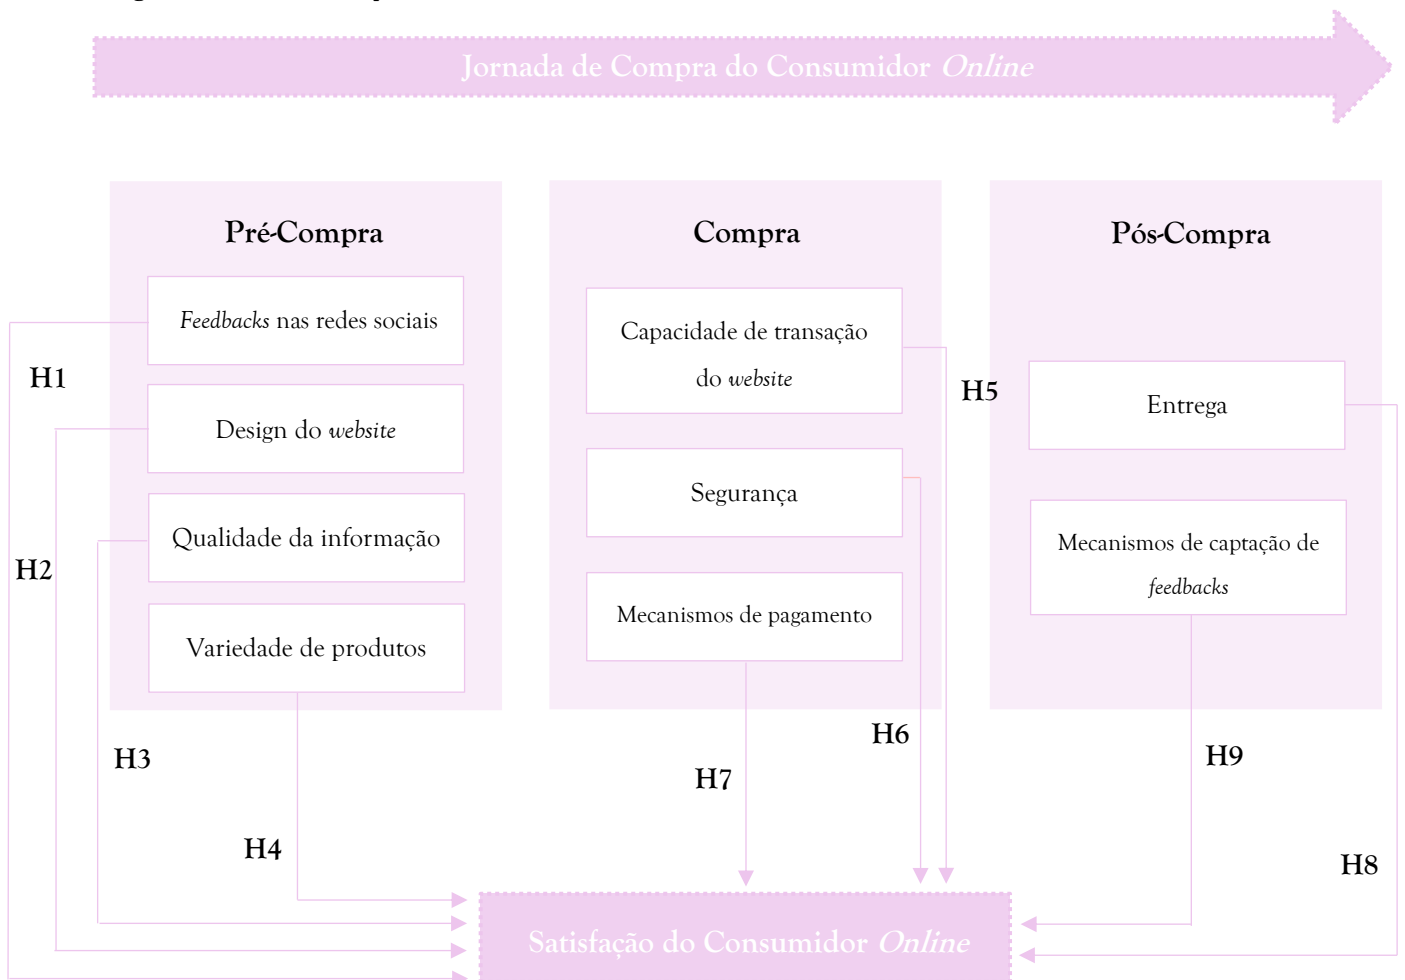 Jornada de Compra do Consumidor Online
Pré-Compra
Feedbacks nas redes sociais
Design do website
Qualidade da informação
Variedade de produtos
Compra
Capacidade de transação
do website
Segurança
Mecanismos de pagamento
Pós-Compra
Entrega
Mecanismos de captação de
feedbacks
H1
H2
H3
H4
H5
H6
H7
H8
H9
Satisfação do Consumidor Online